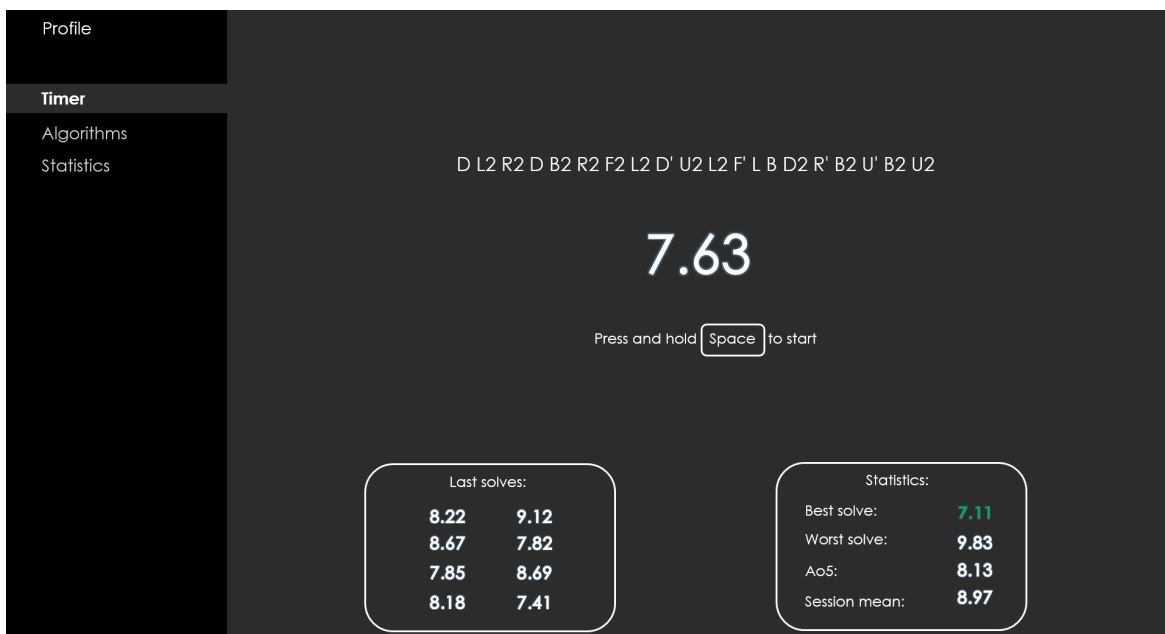 Profile
Timer
Algorithms
Statistics
D L2 R2 D B2 R2 F2 L2 D' U2 L2 F' L B D2 R' B2 U' B2 U2
7.63
Press and hold Space to start
Last solves:
8.22 9.12
8.67 7.82
7.85 8.69
8.18 7.41
Statistics:
Best solve: 7.11
Worst solve: 9.83
Ao5: 8.13
Session mean: 8.97